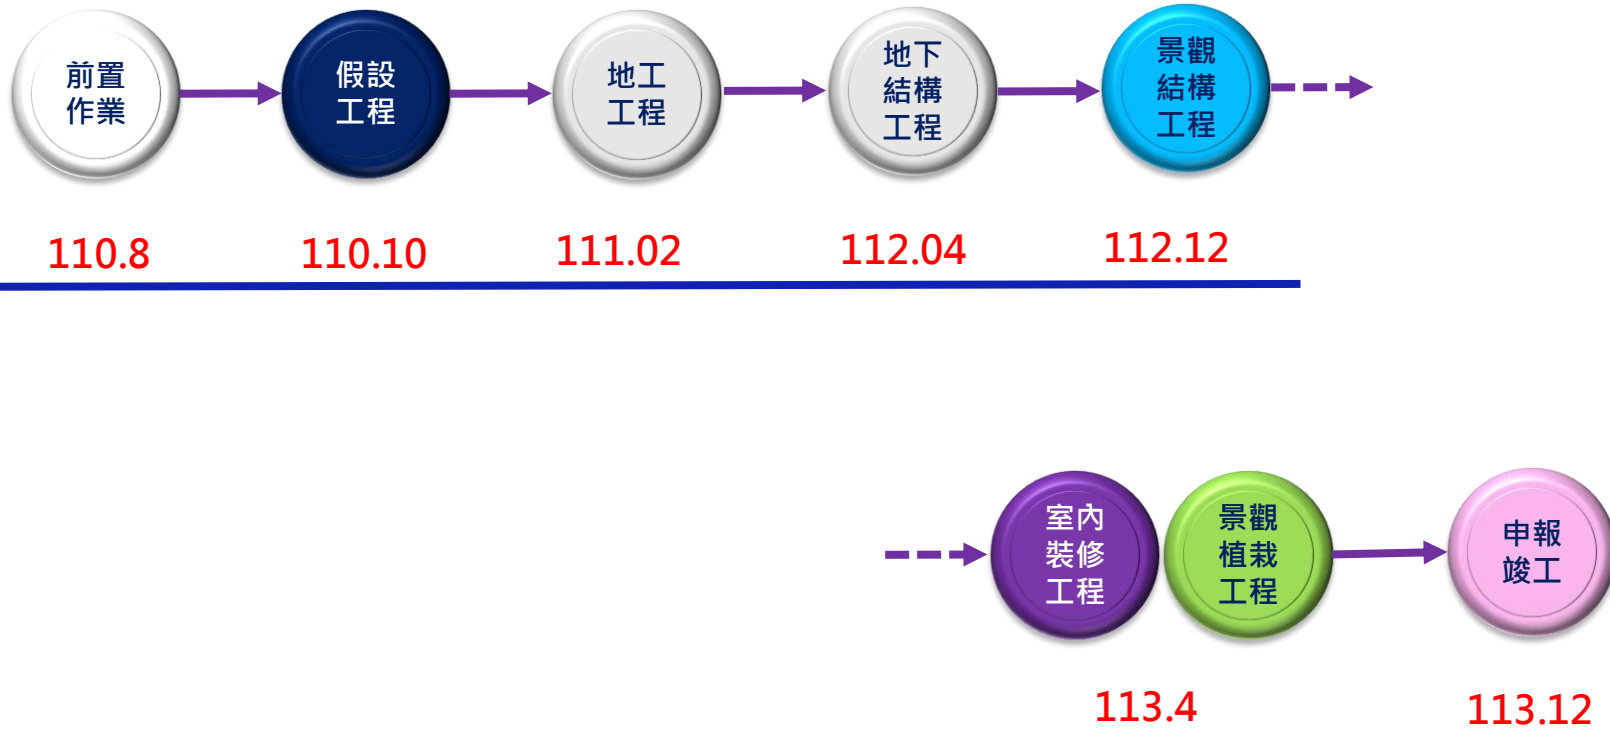 前置
作業
假設
工程
地工
工程
地下
結構
工程
景觀
結構
工程
110.8
110.10
111.02
112.04
112.12
室內
裝修
工程
景觀
植栽
工程
申報
竣工
113.4
113.12